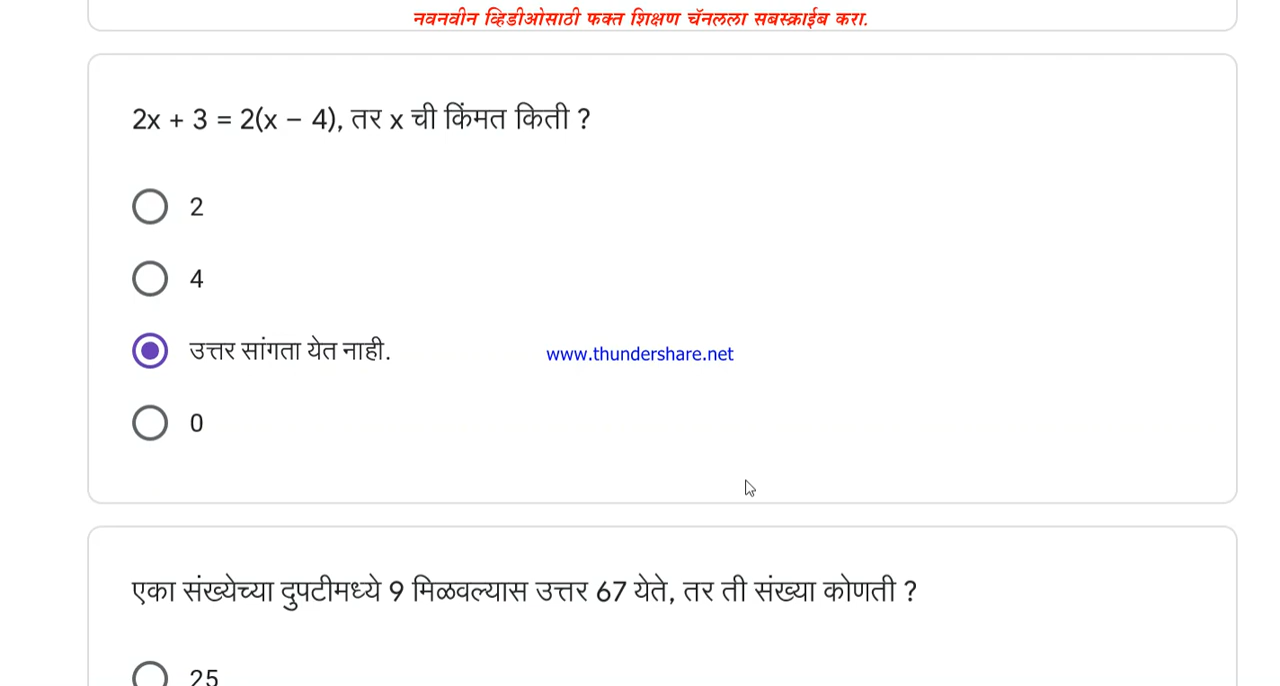 नवनवीन व्हिडीओसाठी फक्त शिक्षण चॅनलला सबस्क्राईब करा.
2x + 3 = 2(x – 4), तर x ची किंमत किती ?
2
4
उत्तर सांगता येत नाही.
www.thundershare.net
0
एका संख्येच्या दुपटीमध्ये 9 मिळवल्यास उत्तर 67 येते, तर ती संख्या कोणती ?
25